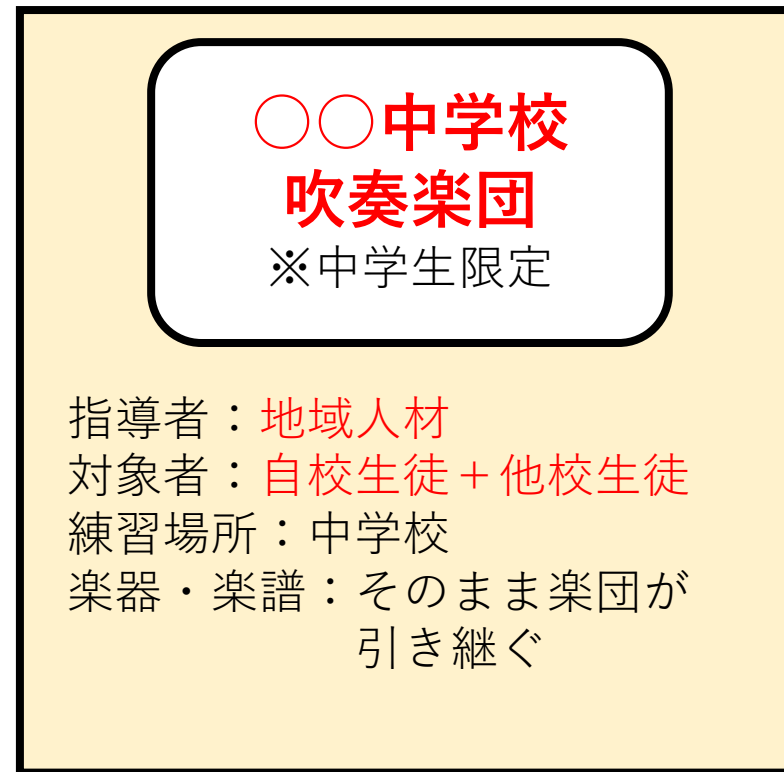 ○○中学校
吹奏楽団
※中学生限定
指導者：地域人材
対象者：自校生徒＋他校生徒
練習場所：中学校
楽器・楽譜：そのまま楽団が
引き継ぐ